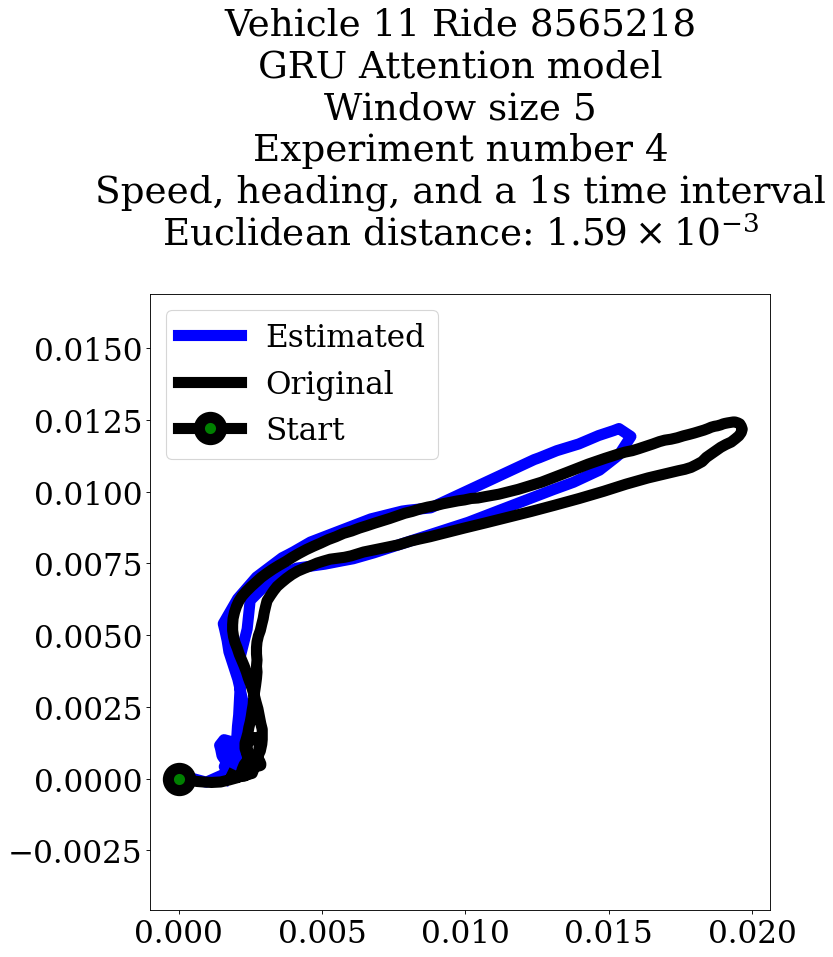 Vehicle 11 Ride 8565218
GRU Attention model
Window size 5
Experiment number 4
Speed, heading, and a 1s time interval
Euclidean distance: 1.59 × 10⁻³
Estimated
Original
Start
0.0150
0.0125
0.0100
0.0075
0.0050
0.0025
0.0000
−0.0025
0.000 0.005 0.010 0.015 0.020